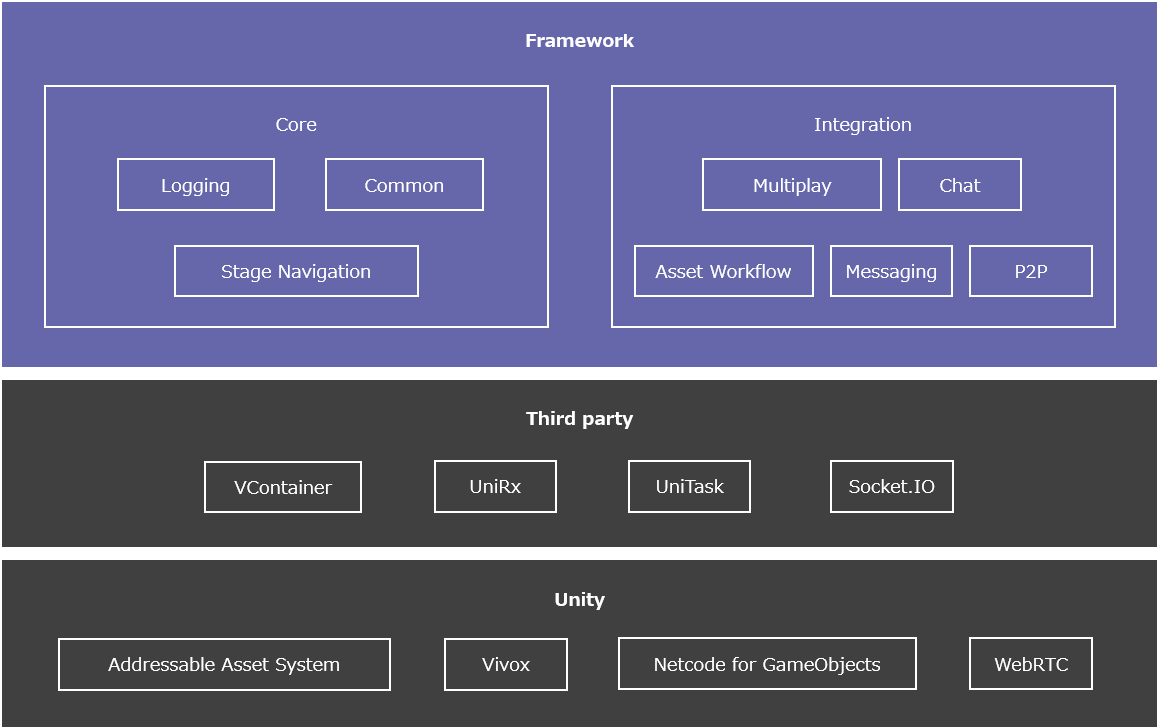 Framework
Core
Logging
Common
Stage Navigation
Integration
Multiplay
Chat
Asset Workflow
Messaging
P2P
Third party
VContainer
UniRx
UniTask
Socket.IO
Unity
Addressable Asset System
Vivox
Netcode for GameObjects
WebRTC